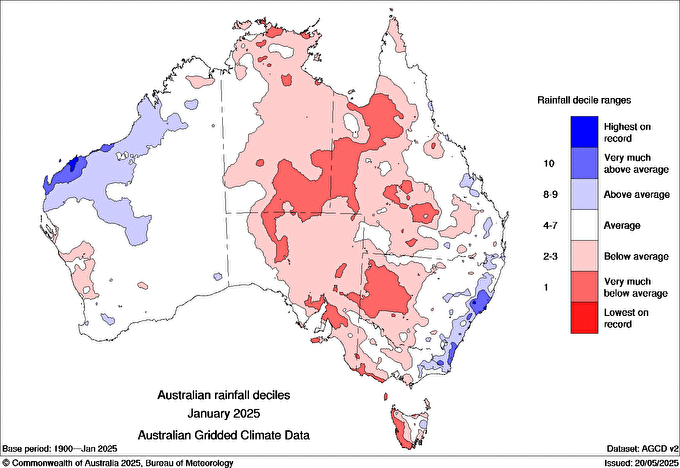 Rainfall decile ranges
Highest on
record
10
Very much
above average
8-9
Above average
4-7
Average
2-3
Below average
1
Very much
below average
Lowest on
record
Australian rainfall deciles
January 2025
Australian Gridded Climate Data
Base period: 1900—Jan 2025
Dataset: AGCD v2
© Commonwealth of Australia 2025, Bureau of Meteorology
Issued: 20/05/2025